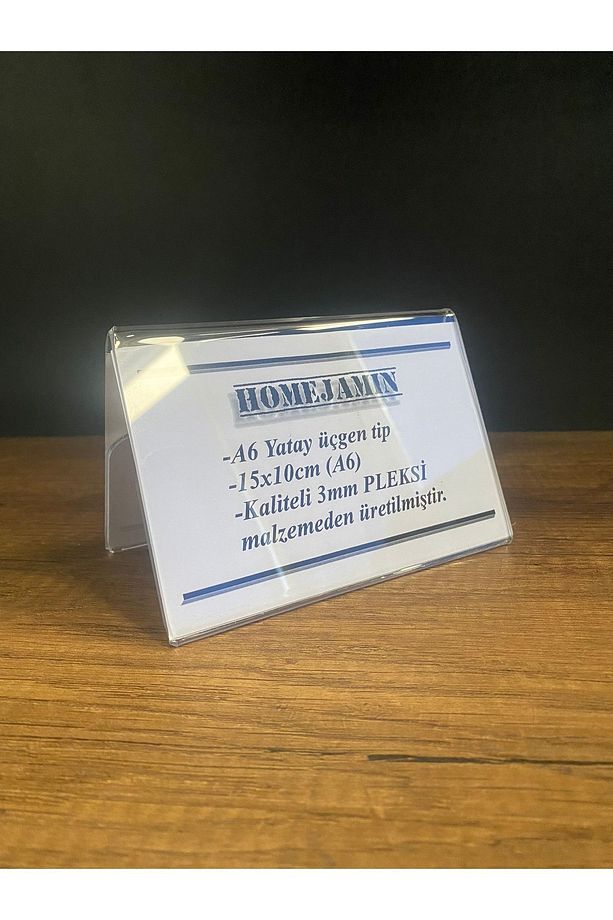 HOMEJAMIN
-A6 Yatay üçgen tip
-15x10cm (A6)
-Kaliteli 3mm PLEKSİ
malzemeden üretilmiştir.